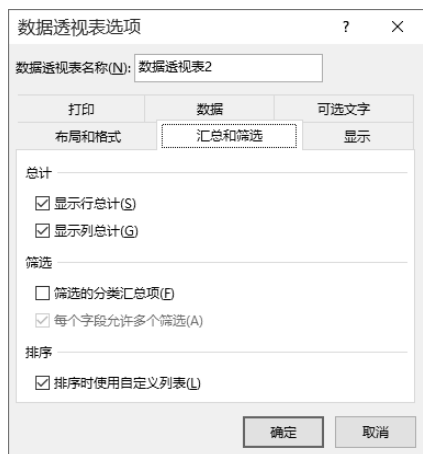 数据透视表选项 ? ×
数据透视表名称(N): 数据透视表2
打印 数据 可选文字
布局和格式 汇总和筛选 显示
总计
显示行总计(S)
显示列总计(G)
筛选
筛选的分类汇总项(F)
每个字段允许多个筛选(A)
排序
排序时使用自定义列表(L)
确定 取消